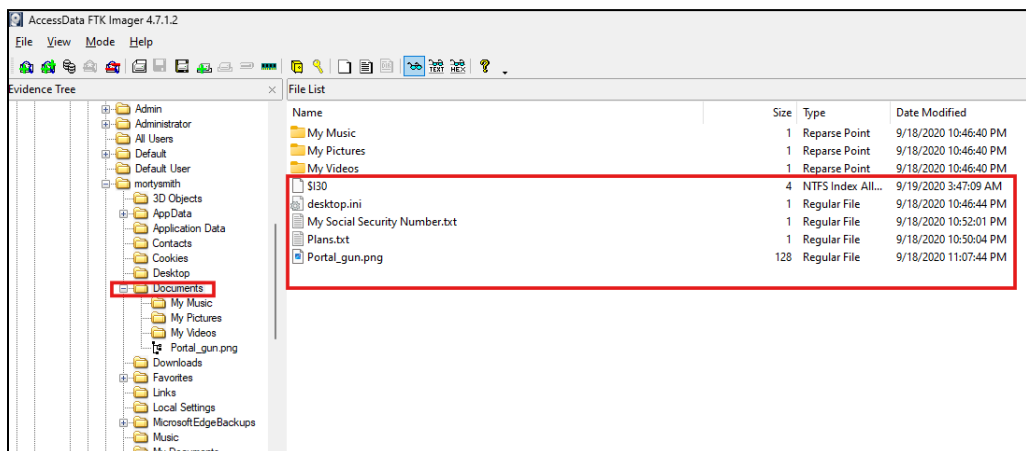 AccessData FTK Imager 4.7.1.2
File View Mode Help
TEXT HEX
Evidence Tree
File List
Admin
Administrator
All Users
Default
Default User
mortysmith
3D Objects
AppData
Application Data
Contacts
Cookies
Desktop
Documents
My Music
My Pictures
My Videos
Portal_gun.png
Downloads
Favorites
Links
Local Settings
MicrosoftEdgeBackups
Music
My Documents
Name Size Type Date Modified
My Music 1 Reparse Point 9/18/2020 10:46:40 PM
My Pictures 1 Reparse Point 9/18/2020 10:46:40 PM
My Videos 1 Reparse Point 9/18/2020 10:46:40 PM
$I30 4 NTFS Index All... 9/19/2020 3:47:09 AM
desktop.ini 1 Regular File 9/18/2020 10:46:44 PM
My Social Security Number.txt 1 Regular File 9/18/2020 10:52:01 PM
Plans.txt 1 Regular File 9/18/2020 10:50:04 PM
Portal_gun.png 128 Regular File 9/18/2020 11:07:44 PM